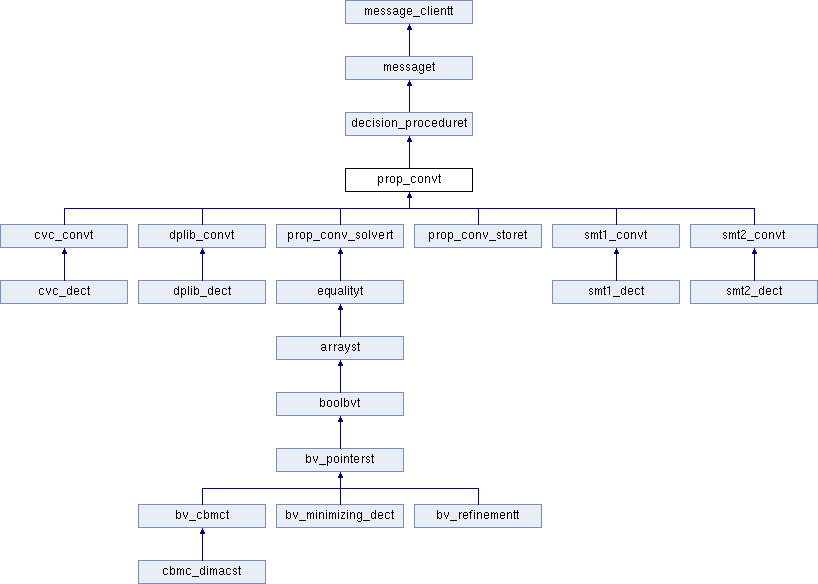 message_clientt
messaget
decision_proceduret
prop_convt
cvc_convt
dplib_convt
prop_conv_solvert
prop_conv_storet
smt1_convt
smt2_convt
cvc_dect
dplib_dect
equalityt
smt1_dect
smt2_dect
arrayst
boolbvt
bv_pointerst
bv_cbmct
bv_minimizing_dect
bv_refinementt
cbmc_dimacst